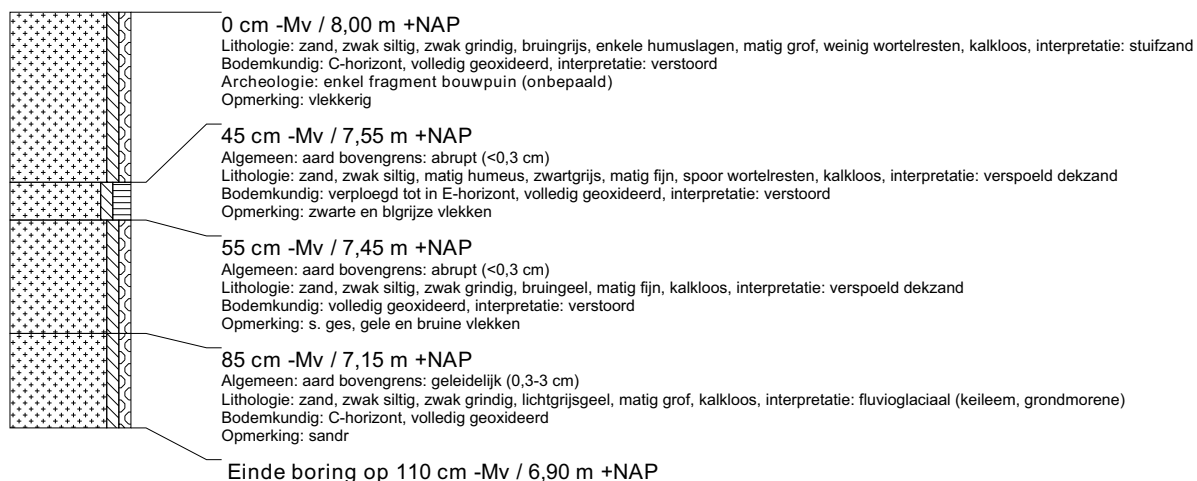 0 cm -Mv / 8,00 m +NAP
Lithologie: zand, zwak siltig, zwak grindig, bruingrijs, enkele humuslagen, matig grof, weinig wortelresten, kalkloos, interpretatie: stuifzand
Bodemkundig: C-horizont, volledig geoxideerd, interpretatie: verstoord
Archeologie: enkel fragment bouwpuin (onbepaald)
Opmerking: vlekkerig
45 cm -Mv / 7,55 m +NAP
Algemeen: aard bovengrens: abrupt (<0,3 cm)
Lithologie: zand, zwak siltig, matig humeus, zwartgrijs, matig fijn, spoor wortelresten, kalkloos, interpretatie: verspoeld dekzand
Bodemkundig: verploegd tot in E-horizont, volledig geoxideerd, interpretatie: verstoord
Opmerking: zwarte en blgrijze vlekken
55 cm -Mv / 7,45 m +NAP
Algemeen: aard bovengrens: abrupt (<0,3 cm)
Lithologie: zand, zwak siltig, zwak grindig, bruingeel, matig fijn, kalkloos, interpretatie: verspoeld dekzand
Bodemkundig: volledig geoxideerd, interpretatie: verstoord
Opmerking: s. ges, gele en bruine vlekken
85 cm -Mv / 7,15 m +NAP
Algemeen: aard bovengrens: geleidelijk (0,3-3 cm)
Lithologie: zand, zwak siltig, zwak grindig, lichtgrijsgeel, matig grof, kalkloos, interpretatie: fluvioglaciaal (keileem, grondmorene)
Bodemkundig: C-horizont, volledig geoxideerd
Opmerking: sandr
Einde boring op 110 cm -Mv / 6,90 m +NAP